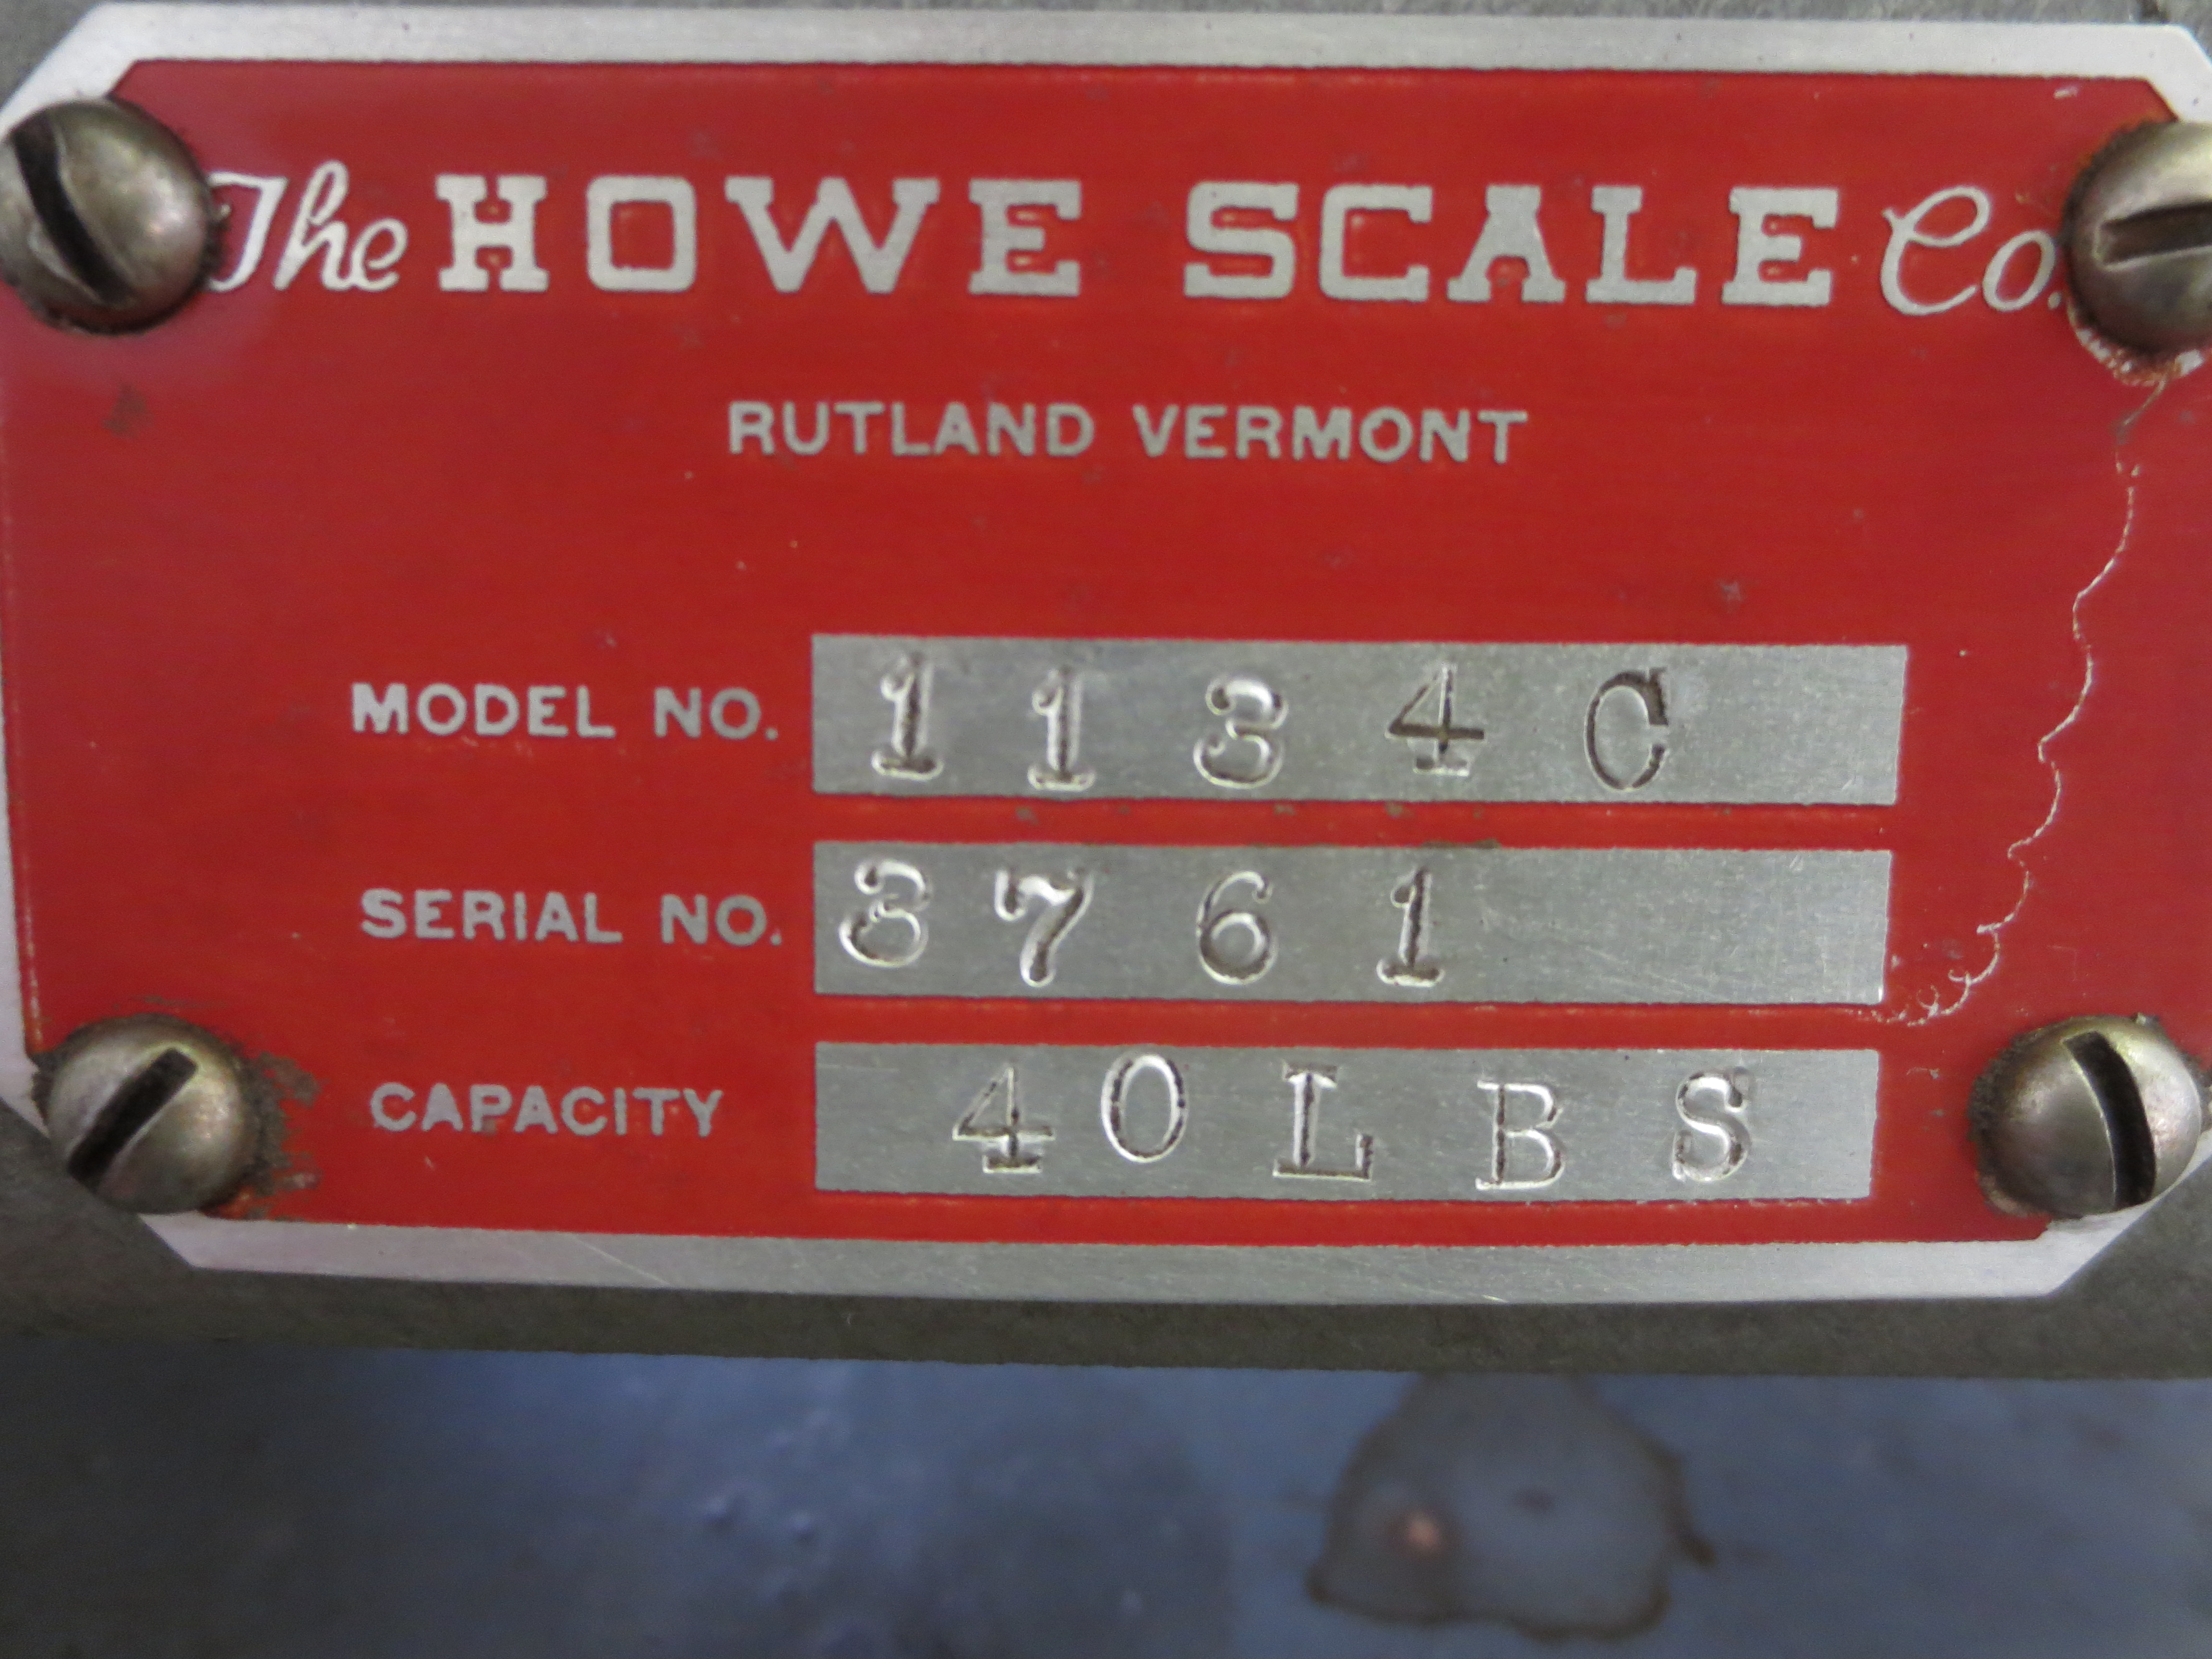 The HOWE SCALE Co.
RUTLAND VERMONT
MODEL NO. 1134C
SERIAL NO. 3761
CAPACITY 40LBS